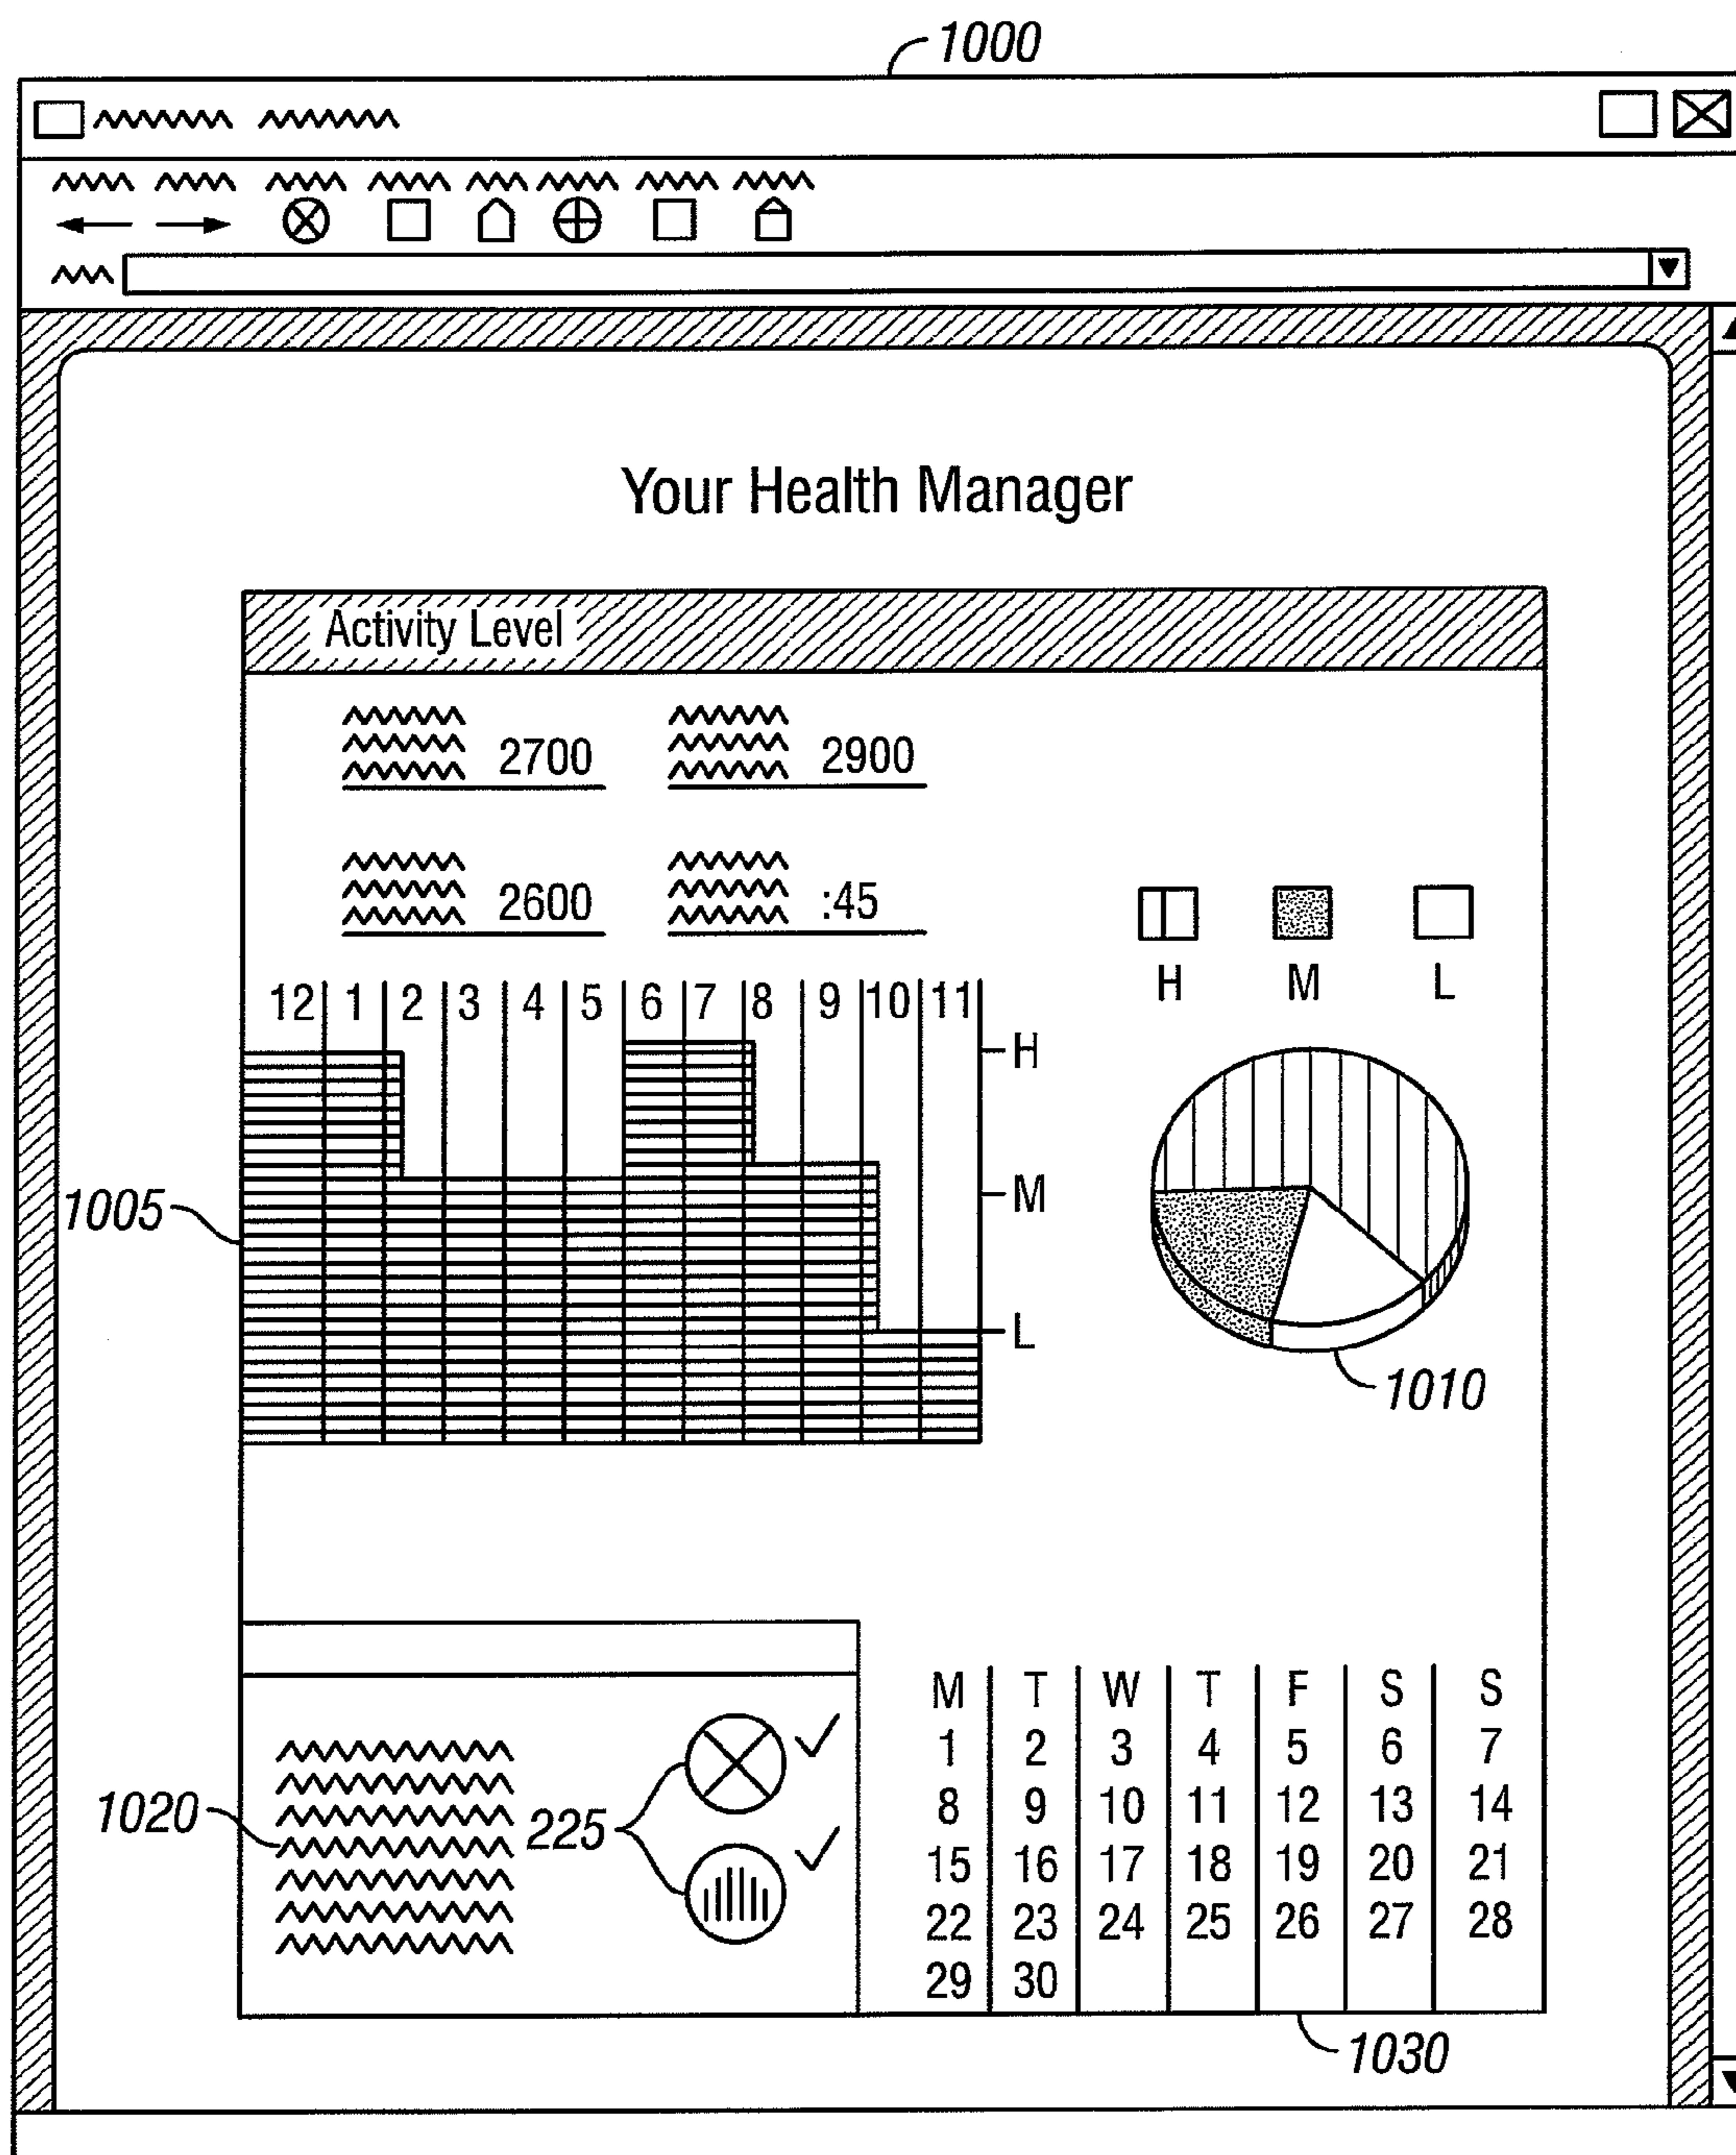 1000
Your Health Manager
Activity Level
2700 2900
2600 :45
H M L
12 1 2 3 4 5 6 7 8 9 10 11
H
M
L
1005
1010
M T W T F S S
1 2 3 4 5 6 7
8 9 10 11 12 13 14
15 16 17 18 19 20 21
22 23 24 25 26 27 28
29 30
1020
225
1030